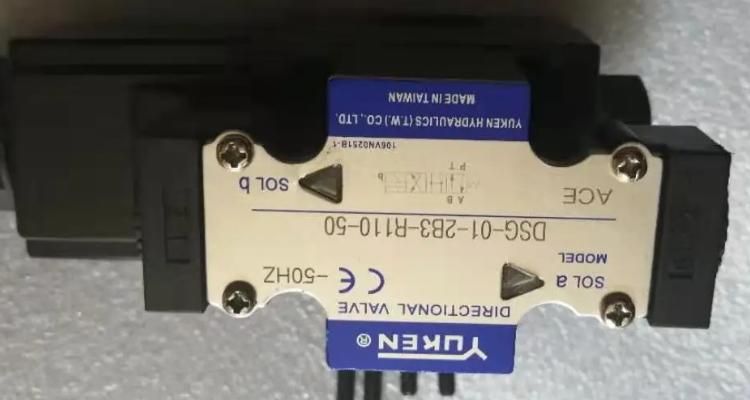 YUKEN ®
DIRECTIONAL VALVE
SOL a
CE -50HZ
MODEL
DSG-01-2B3-R110-50
ACE
A B
P T
b
SOL b
106VN0251B-1
YUKEN HYDRAULICS (T.W.) CO., LTD.
MADE IN TAIWAN